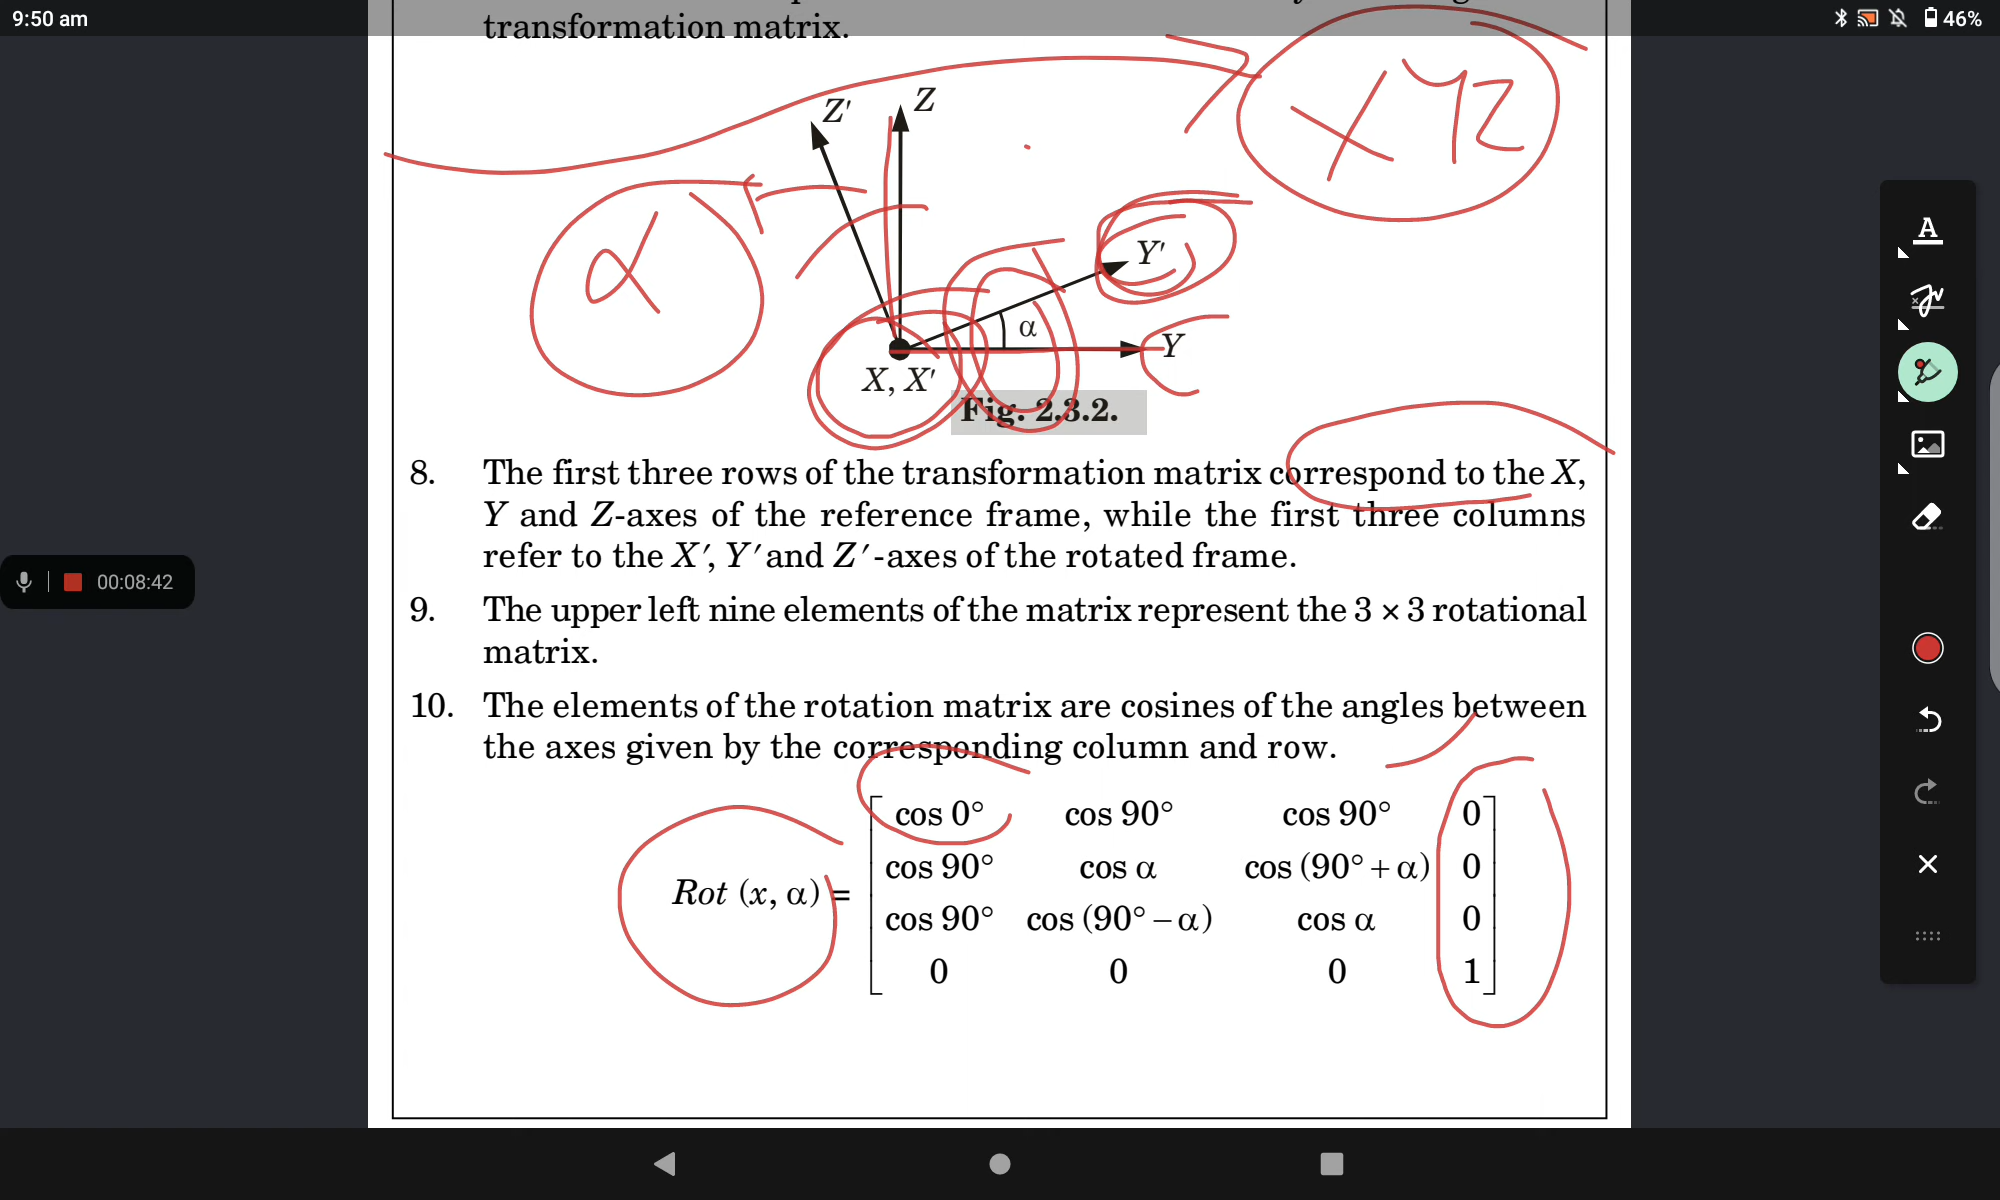 9:50 am
46%
transformation matrix.
XYZ
Z′
Z
α
Y′
α
Y
X, X′
Fig. 2.3.2.
8. The first three rows of the transformation matrix correspond to the X,
Y and Z-axes of the reference frame, while the first three columns
refer to the X′, Y′ and Z′-axes of the rotated frame.
00:08:42
9. The upper left nine elements of the matrix represent the 3 × 3 rotational
matrix.
10. The elements of the rotation matrix are cosines of the angles between
the axes given by the corresponding column and row.
cos 0° cos 90° cos 90° 0
cos 90° cos α cos (90° + α) 0
Rot (x, α) =
cos 90° cos (90° – α) cos α 0
0 0 0 1